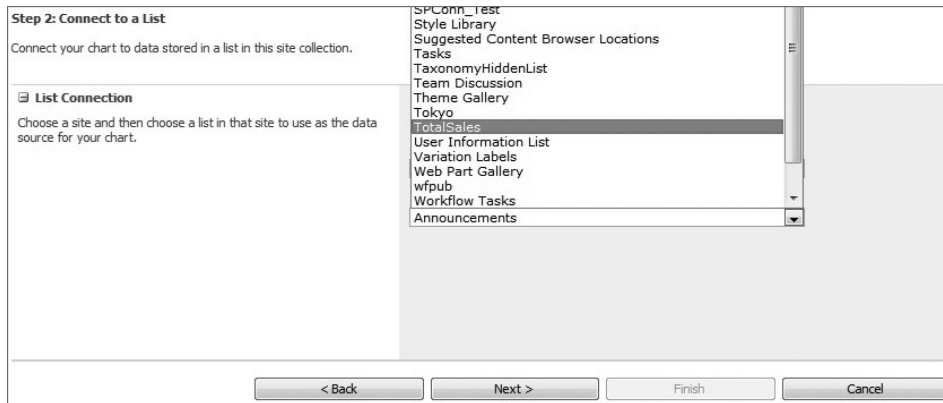 Step 2: Connect to a List
Connect your chart to data stored in a list in this site collection.
List Connection
Choose a site and then choose a list in that site to use as the data
source for your chart.
SPConn_Test
Style Library
Suggested Content Browser Locations
Tasks
TaxonomyHiddenList
Team Discussion
Theme Gallery
Tokyo
TotalSales
User Information List
Variation Labels
Web Part Gallery
wfpub
Workflow Tasks
Announcements
< Back
Next >
Finish
Cancel